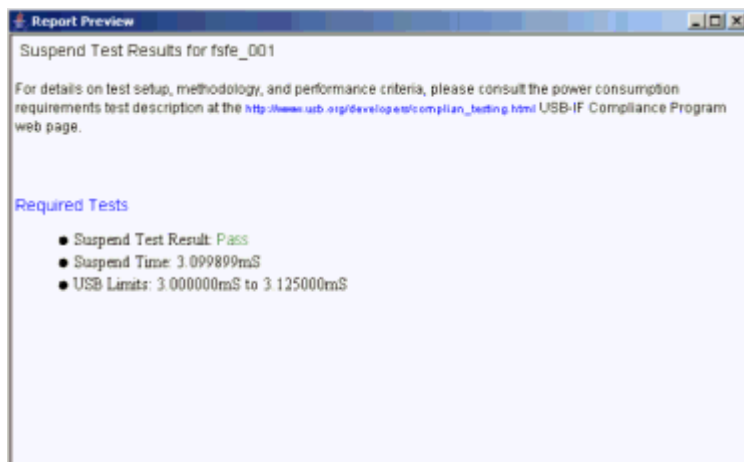 Report Preview
Suspend Test Results for fsfe_001
For details on test setup, methodology, and performance criteria, please consult the power consumption
requirements test description at the http://www.usb.org/developers/complian_testing.html USB-IF Compliance Program
web page.
Required Tests
● Suspend Test Result: Pass
● Suspend Time: 3.099899mS
● USB Limits: 3.000000mS to 3.125000mS